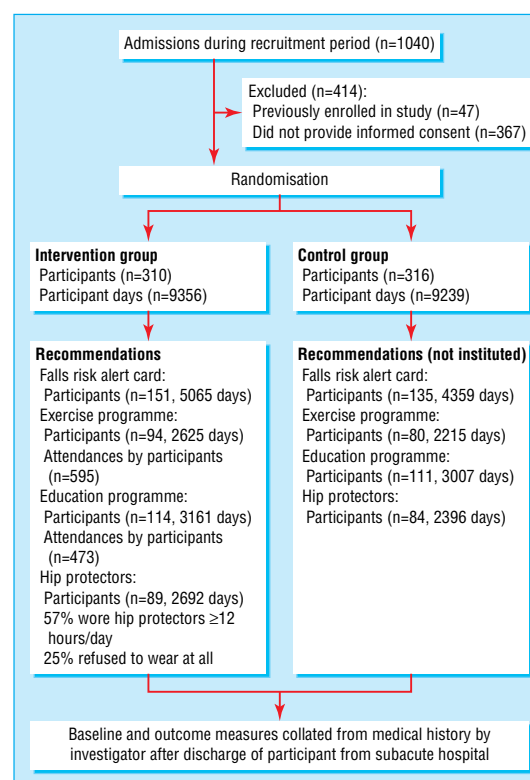 Admissions during recruitment period (n=1040)
Excluded (n=414):
Previously enrolled in study (n=47)
Did not provide informed consent (n=367)
Randomisation
Intervention group
Participants (n=310)
Participant days (n=9356)
Control group
Participants (n=316)
Participant days (n=9239)
Recommendations
Falls risk alert card:
Participants (n=151, 5065 days)
Exercise programme:
Participants (n=94, 2625 days)
Attendances by participants
(n=595)
Education programme:
Participants (n=114, 3161 days)
Attendances by participants
(n=473)
Hip protectors:
Participants (n=89, 2692 days)
57% wore hip protectors ≥12
hours/day
25% refused to wear at all
Recommendations (not instituted)
Falls risk alert card:
Participants (n=135, 4359 days)
Exercise programme:
Participants (n=80, 2215 days)
Education programme:
Participants (n=111, 3007 days)
Hip protectors:
Participants (n=84, 2396 days)
Baseline and outcome measures collated from medical history by
investigator after discharge of participant from subacute hospital